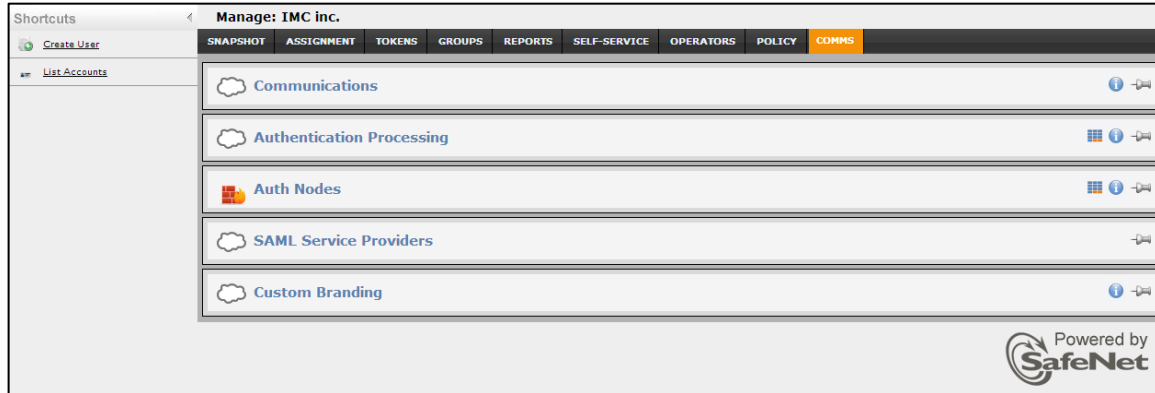 Shortcuts
Create User
List Accounts
Manage: IMC inc.
SNAPSHOT ASSIGNMENT TOKENS GROUPS REPORTS SELF-SERVICE OPERATORS POLICY COMMS
Communications
Authentication Processing
Auth Nodes
SAML Service Providers
Custom Branding
Powered by
SafeNet